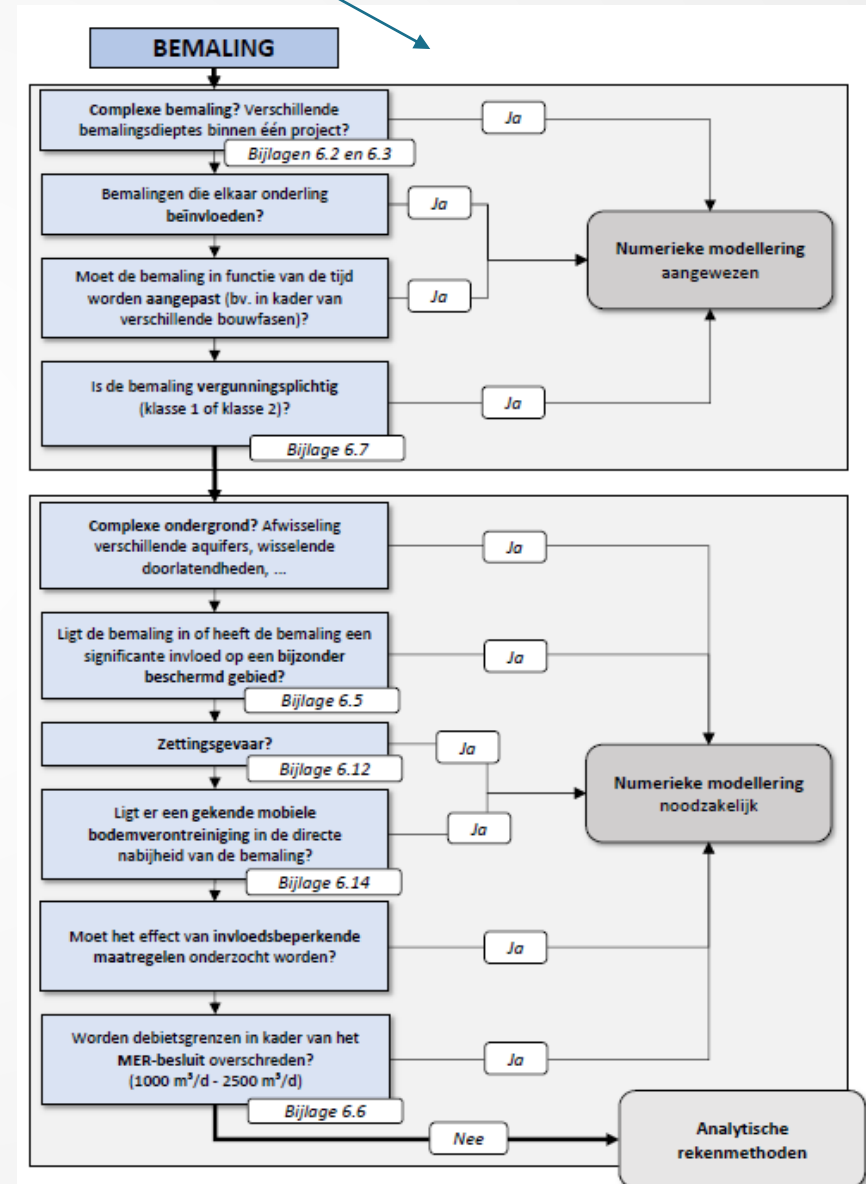 BEMALING
Complexe bemaling? Verschillende
bemalingsdieptes binnen één project?
Ja
Bijlagen 6.2 en 6.3
Bemalingen die elkaar onderling
beïnvloeden?
Ja
Numerieke modellering
aangewezen
Moet de bemaling in functie van de tijd
worden aangepast (bv. in kader van
verschillende bouwfasen)?
Ja
Is de bemaling vergunningsplichtig
(klasse 1 of klasse 2)?
Ja
Bijlage 6.7
Complexe ondergrond? Afwisseling
verschillende aquifers, wisselende
doorlatendheden, ...
Ja
Ligt de bemaling in of heeft de bemaling een
significante invloed op een bijzonder
beschermd gebied?
Ja
Bijlage 6.5
Zettingsgevaar?
Ja
Bijlage 6.12
Numerieke modellering
noodzakelijk
Ligt er een gekende mobiele
bodemverontreiniging in de directe
nabijheid van de bemaling?
Ja
Bijlage 6.14
Moet het effect van invloedsbeperkende
maatregelen onderzocht worden?
Ja
Worden debietsgrenzen in kader van het
MER-besluit overschreden?
(1000 m³/d - 2500 m³/d)
Ja
Bijlage 6.6
Nee
Analytische
rekenmethoden